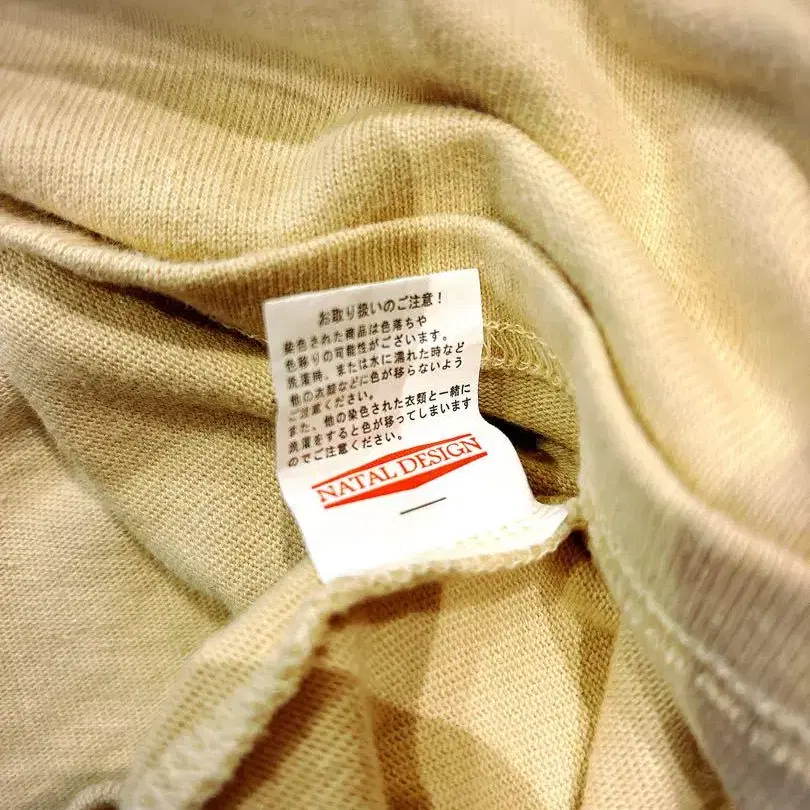 お取り扱いのご注意！
染色された商品は色落ちや
色移りの可能性がございます。
洗濯時、または水に濡れた時など
他の衣類などに色が移らないよう
ご注意ください。
また、他の染色された衣類と一緒に
洗濯をすると色が移ってしまいます
のでご注意ください。
NATAL DESIGN